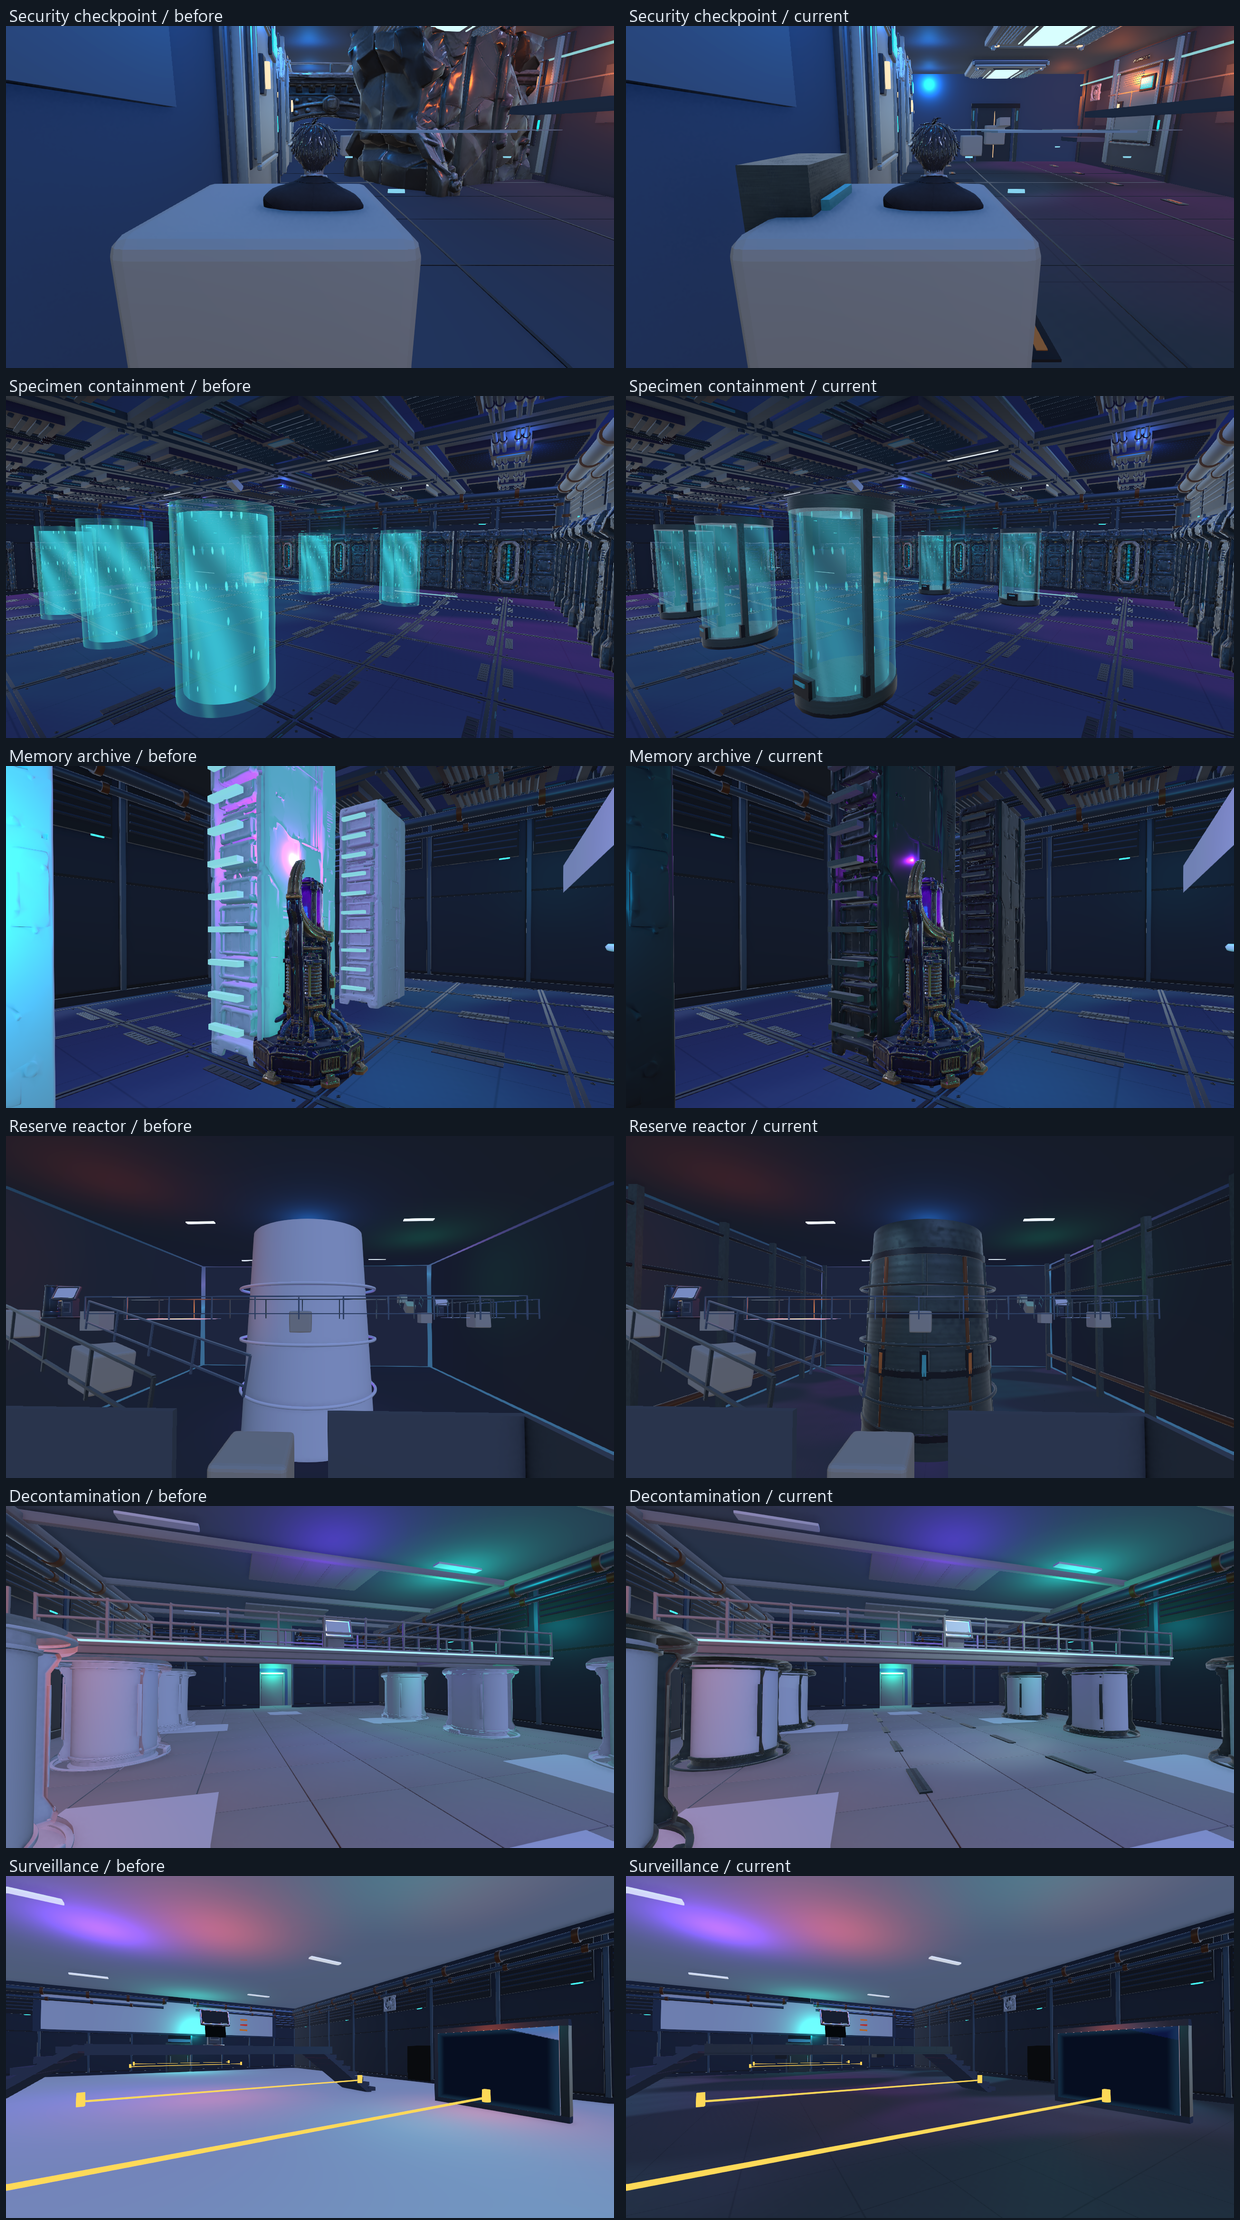 Security checkpoint / before
Security checkpoint / current
Specimen containment / before
Specimen containment / current
Memory archive / before
Memory archive / current
Reserve reactor / before
Reserve reactor / current
Decontamination / before
Decontamination / current
Surveillance / before
Surveillance / current